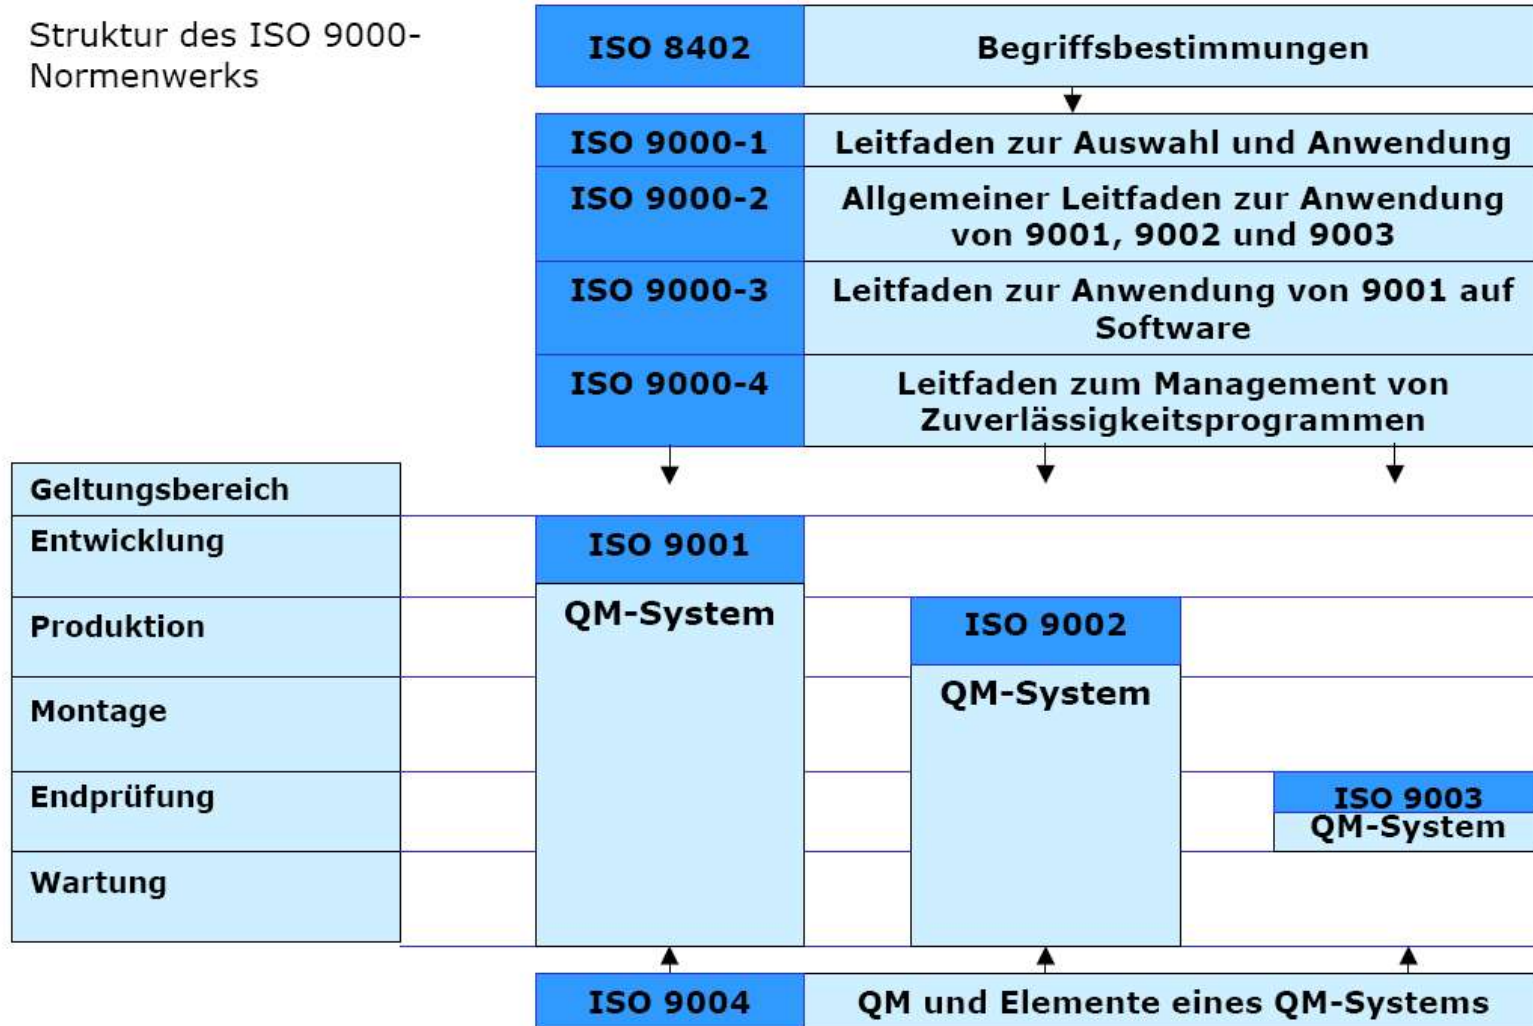 Struktur des ISO 9000-
Normenwerks
ISO 8402
Begriffsbestimmungen
ISO 9000-1
Leitfaden zur Auswahl und Anwendung
ISO 9000-2
Allgemeiner Leitfaden zur Anwendung
von 9001, 9002 und 9003
ISO 9000-3
Leitfaden zur Anwendung von 9001 auf
Software
ISO 9000-4
Leitfaden zum Management von
Zuverlässigkeitsprogrammen
Geltungsbereich
Entwicklung
ISO 9001
QM-System
Produktion
ISO 9002
QM-System
Montage
Endprüfung
ISO 9003
QM-System
Wartung
ISO 9004
QM und Elemente eines QM-Systems